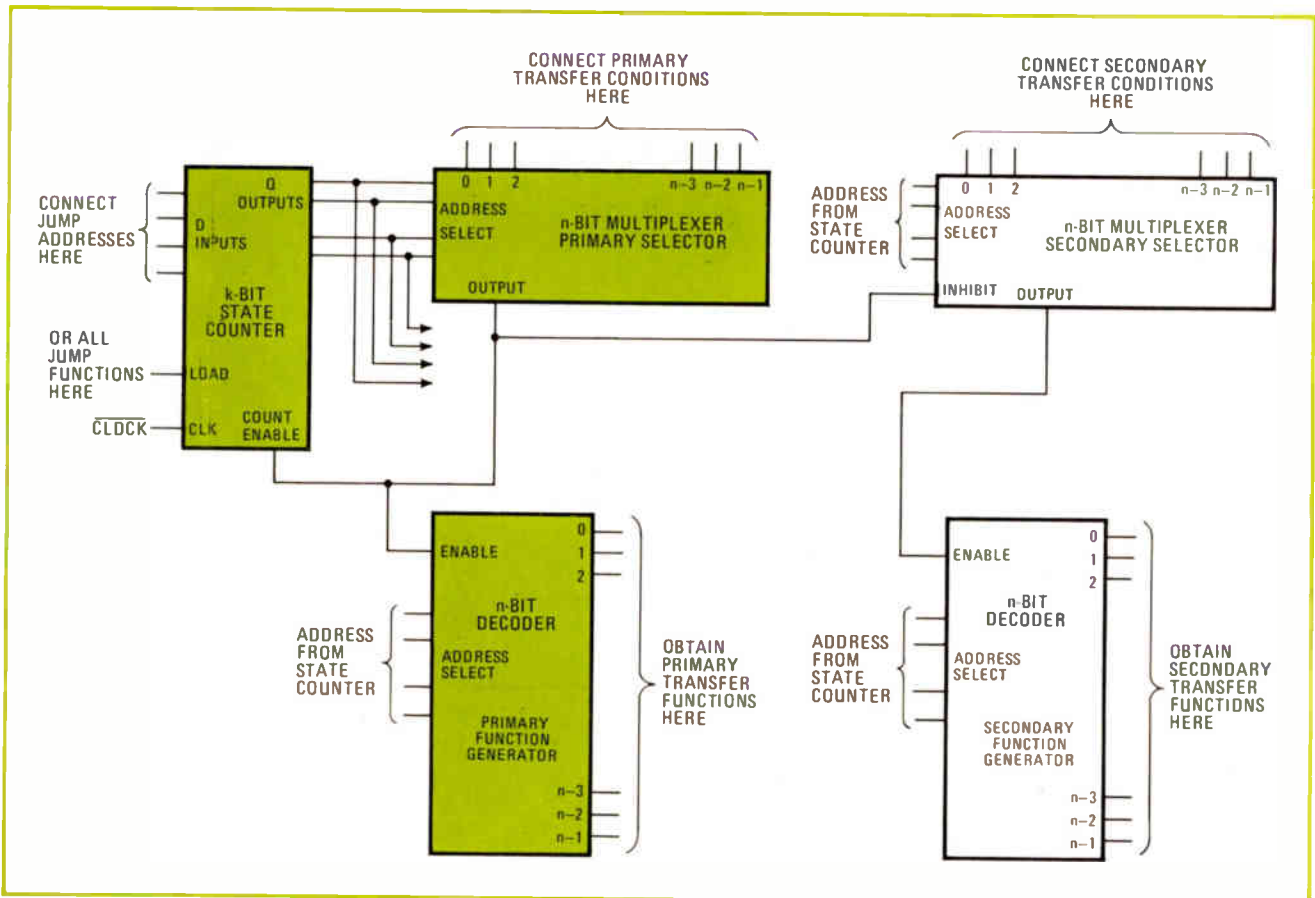 CONNECT PRIMARY
TRANSFER CONDITIONS
HERE
CONNECT SECONDARY
TRANSFER CONDITIONS
HERE
CONNECT
JUMP
ADDRESSES
HERE
OR ALL
JUMP
FUNCTIONS
HERE
CLOCK
Q
OUTPUTS
D
INPUTS
k-BIT
STATE
COUNTER
LOAD
CLK
COUNT
ENABLE
0 1 2 n-3 n-2 n-1
ADDRESS
SELECT
n-BIT MULTIPLEXER
PRIMARY SELECTOR
OUTPUT
ADDRESS
FROM
STATE
COUNTER
0 1 2 n-3 n-2 n-1
ADDRESS
SELECT
n-BIT MULTIPLEXER
SECONDARY SELECTOR
INHIBIT
OUTPUT
ENABLE
0
1
2
n-BIT
DECODER
ADDRESS
FROM
STATE
COUNTER
ADDRESS
SELECT
PRIMARY
FUNCTION
GENERATOR
n-3
n-2
n-1
OBTAIN
PRIMARY
TRANSFER
FUNCTIONS
HERE
ENABLE
0
1
2
n-BIT
DECODER
ADDRESS
FROM
STATE
COUNTER
ADDRESS
SELECT
SECONDARY
FUNCTION
GENERATOR
n-3
n-2
n-1
OBTAIN
SECONDARY
TRANSFER
FUNCTIONS
HERE